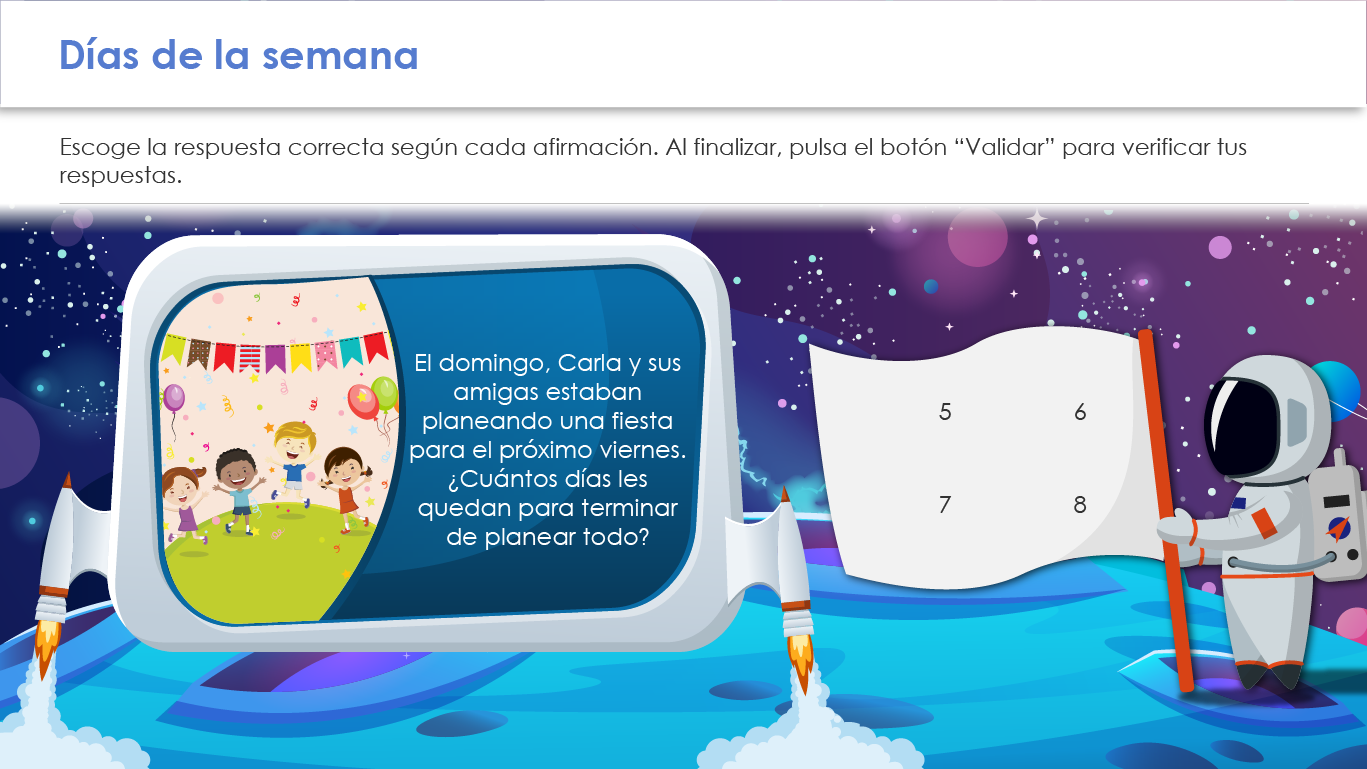 Días de la semana
Escoge la respuesta correcta según cada afirmación. Al finalizar, pulsa el botón “Validar” para verificar tus
respuestas.
El domingo, Carla y sus
amigas estaban
planeando una fiesta
para el próximo viernes.
¿Cuántos días les
quedan para terminar
de planear todo?
5 6
7 8